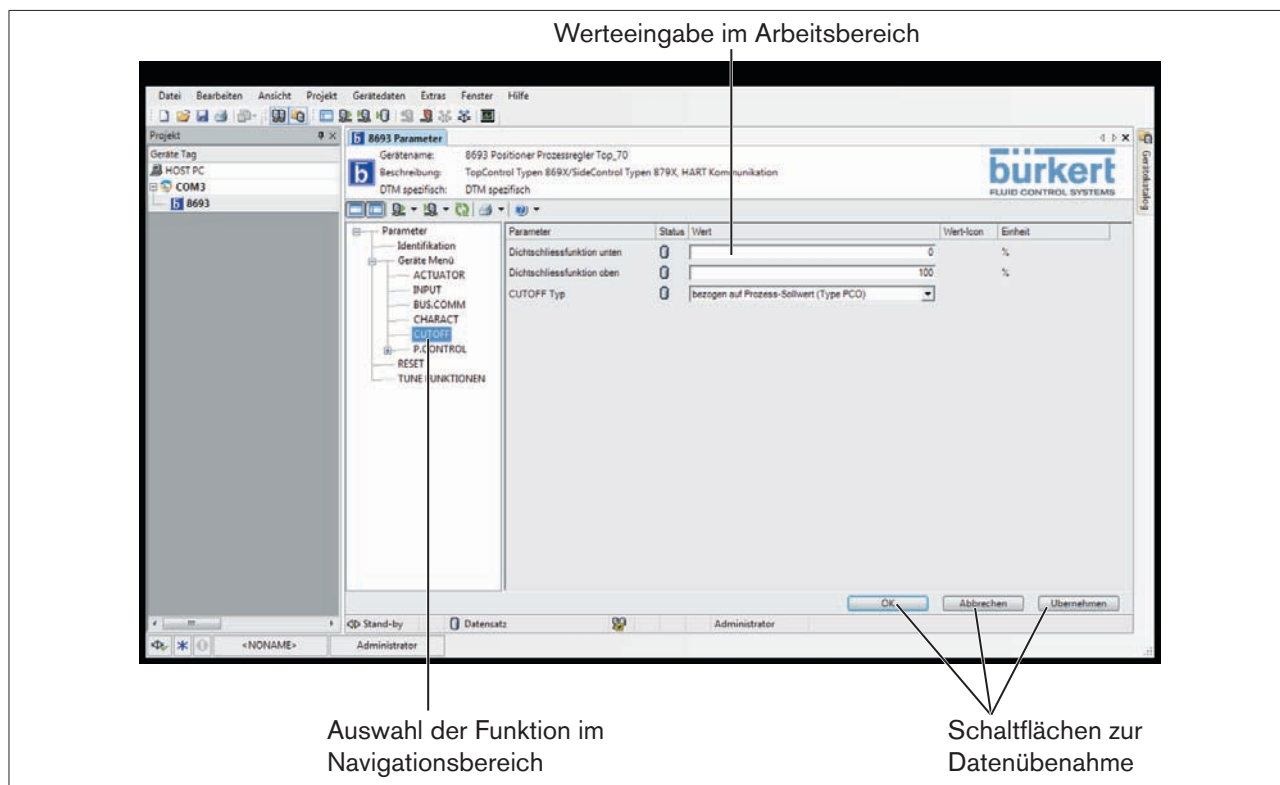 Werteeingabe im Arbeitsbereich
Datei Bearbeiten Ansicht Projekt Gerätedaten Extras Fenster Hilfe
Projekt
Geräte Tag
HOST PC
COM3
8693
8693 Parameter
Gerätename: 8693 Positioner Prozessregler Top_70
Beschreibung: TopControl Typen 869X/SideControl Typen 879X, HART Kommunikation
DTM spezifisch: DTM spezifisch
bürkert
FLUID CONTROL SYSTEMS
Gerätekatalog
Parameter
Identifikation
Geräte Menü
ACTUATOR
INPUT
BUS.COMM
CHARACT
CUTOFF
P.CONTROL
RESET
TUNE FUNKTIONEN
Parameter Status Wert Wert-Icon Einheit
Dichtschliessfunktion unten 0 %
Dichtschliessfunktion oben 100 %
CUTOFF Typ bezogen auf Prozess-Sollwert (Type PCO)
OK Abbrechen Übernehmen
Stand-by Datensatz Administrator
<NONAME> Administrator
Auswahl der Funktion im
Navigationsbereich
Schaltflächen zur
Datenübenahme